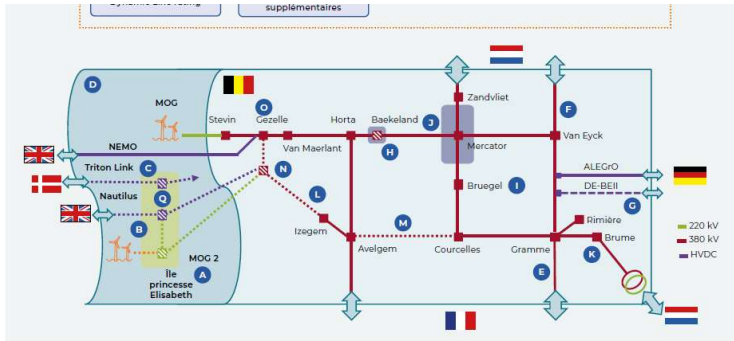 Dynamic Line rating
supplémentaires
D
MOG
Stevin
O
Gezelle
Horta
Baekeland
J
Zandvliet
F
NEMO
Van Maerlant
H
Mercator
Van Eyck
Triton Link
C
N
ALEGrO
Nautilus
Q
L
Bruegel
I
DE-BEII
G
B
Izegem
M
Rimière
220 kV
MOG 2
Avelgem
Courcelles
Gramme
Brume
380 kV
A
E
K
HVDC
Île
princesse
Elisabeth